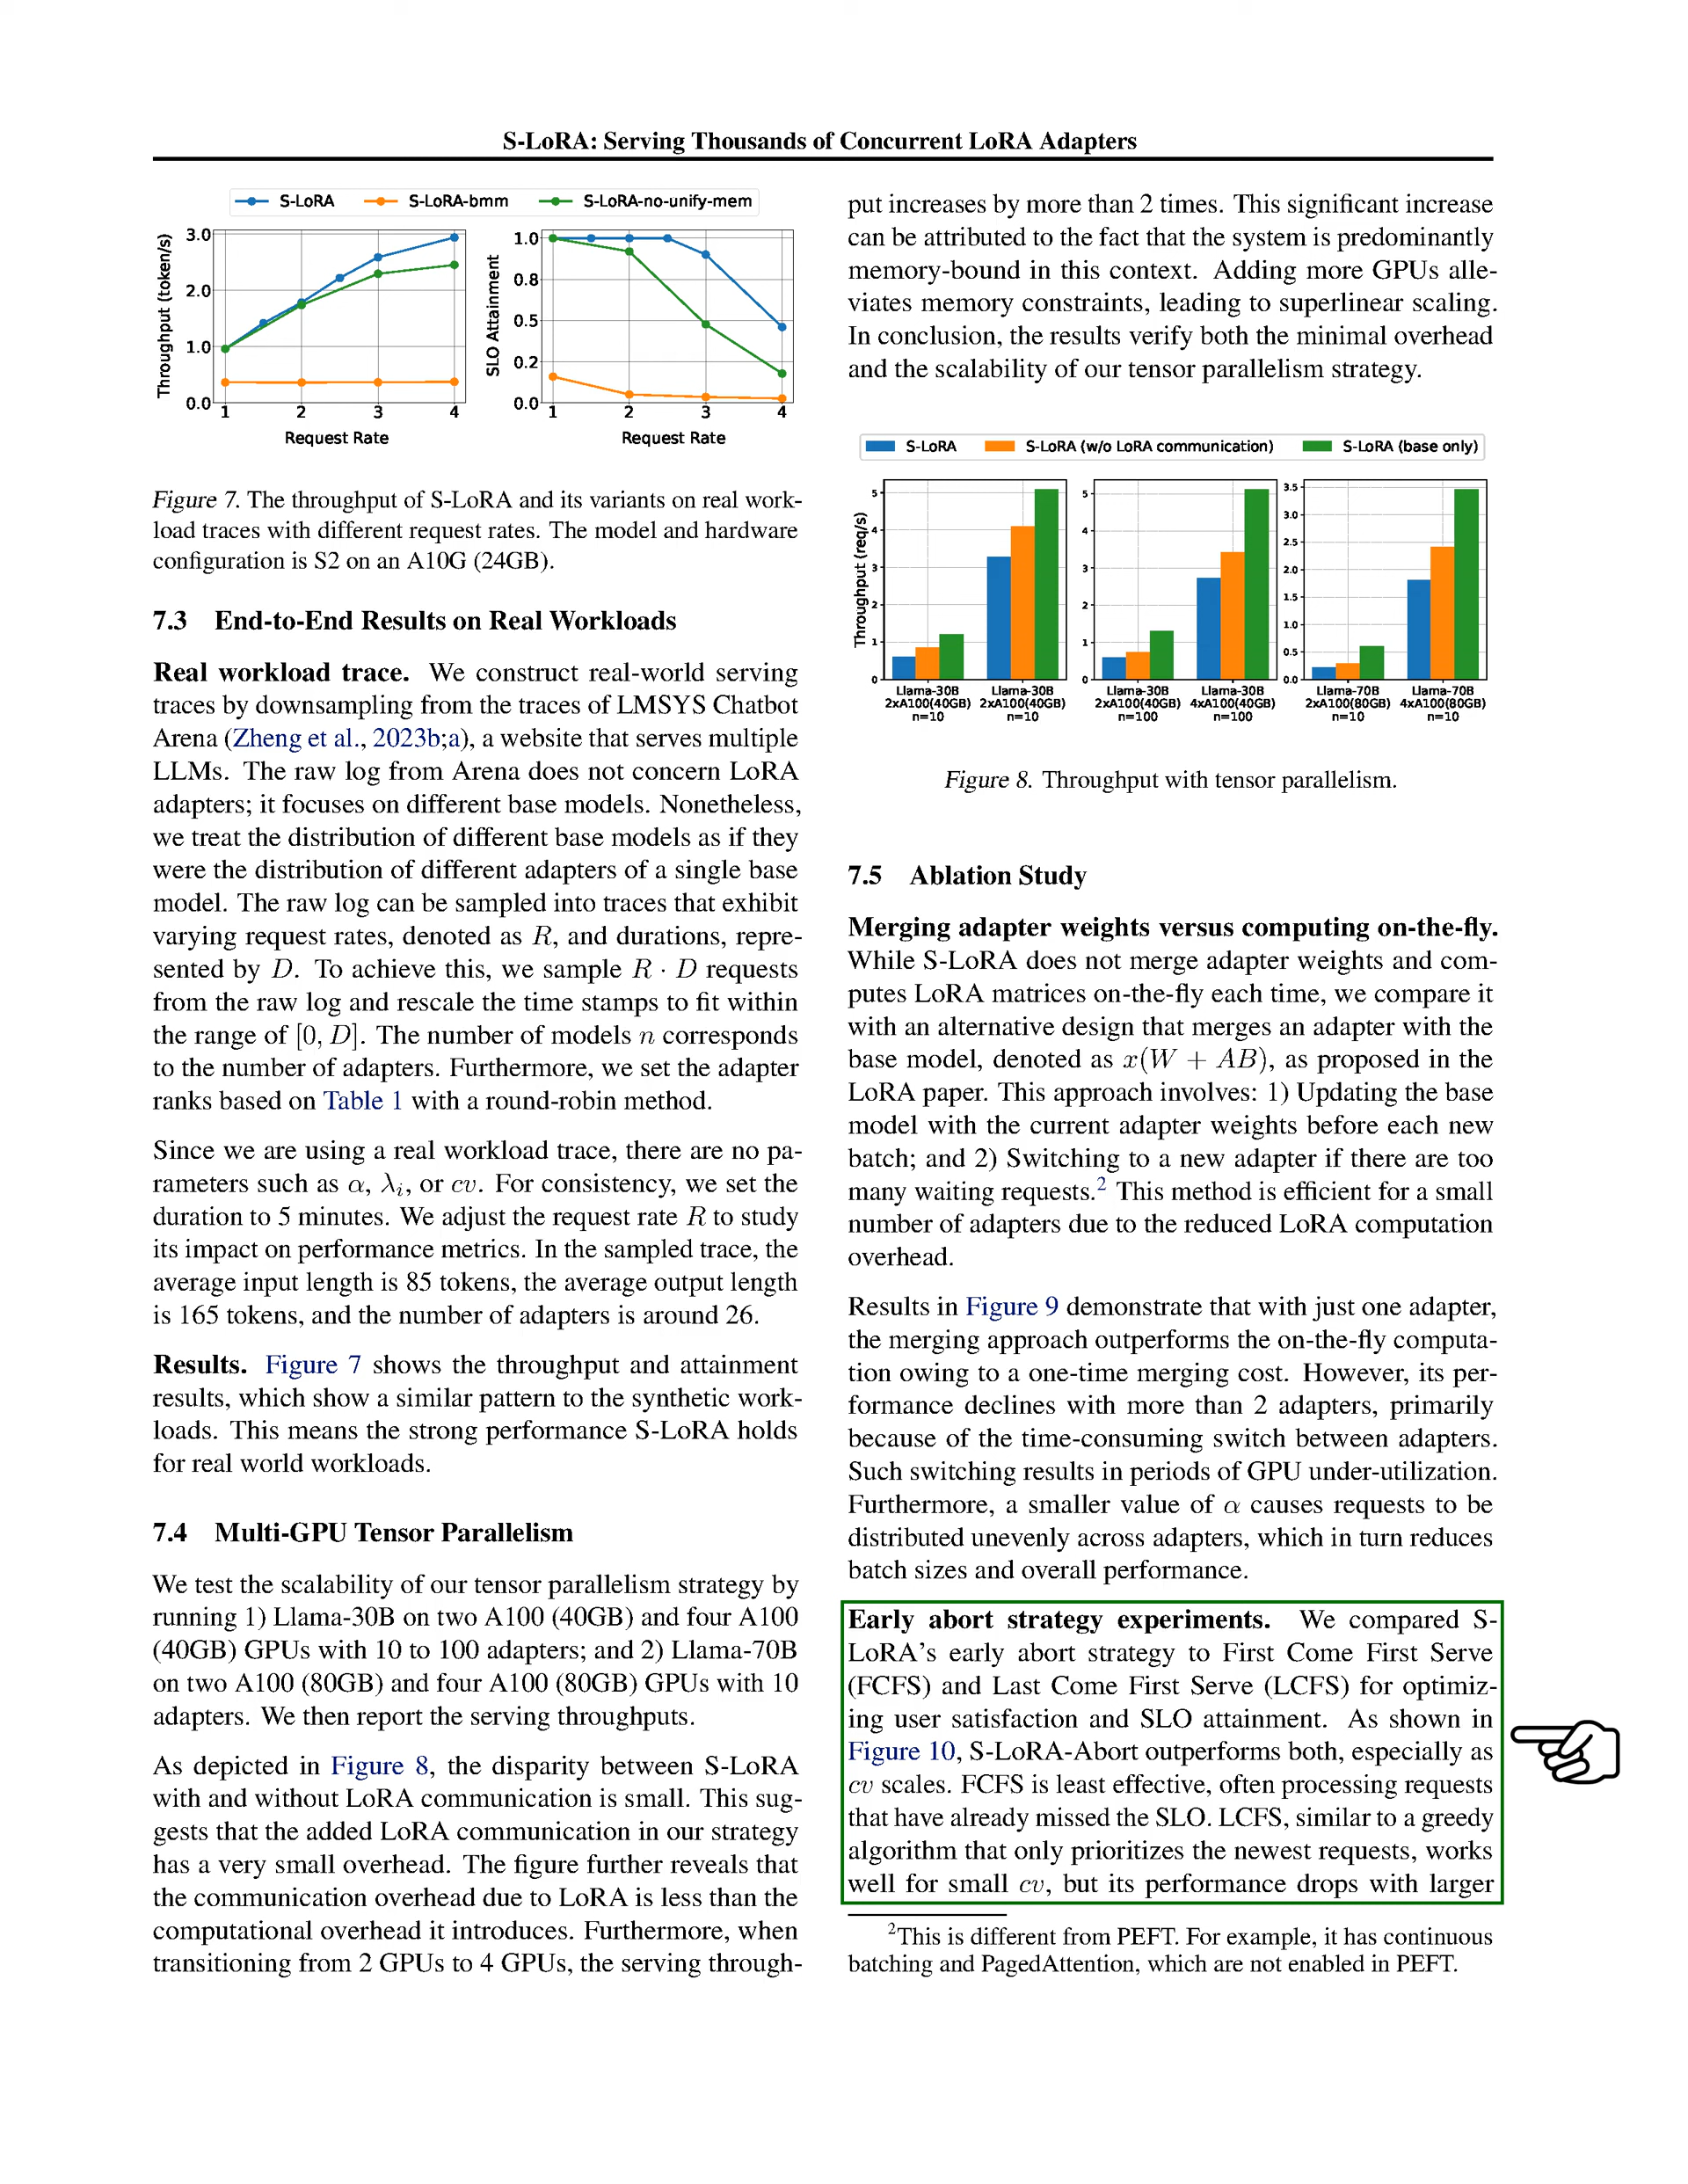 S-LoRA: Serving Thousands of Concurrent LoRA Adapters
S-LoRA S-LoRA-bmm S-LoRA-no-unify-mem
Throughput (token/s)
3.0
2.0
1.0
0.0
1 2 3 4
Request Rate
SLO Attainment
1.0
0.8
0.5
0.2
0.0
1 2 3 4
Request Rate
Figure 7. The throughput of S-LoRA and its variants on real work-
load traces with different request rates. The model and hardware
configuration is S2 on an A10G (24GB).
7.3 End-to-End Results on Real Workloads
Real workload trace. We construct real-world serving
traces by downsampling from the traces of LMSYS Chatbot
Arena (Zheng et al., 2023b;a), a website that serves multiple
LLMs. The raw log from Arena does not concern LoRA
adapters; it focuses on different base models. Nonetheless,
we treat the distribution of different base models as if they
were the distribution of different adapters of a single base
model. The raw log can be sampled into traces that exhibit
varying request rates, denoted as R, and durations, repre-
sented by D. To achieve this, we sample R · D requests
from the raw log and rescale the time stamps to fit within
the range of [0, D]. The number of models n corresponds
to the number of adapters. Furthermore, we set the adapter
ranks based on Table 1 with a round-robin method.
Since we are using a real workload trace, there are no pa-
rameters such as α, λi, or cv. For consistency, we set the
duration to 5 minutes. We adjust the request rate R to study
its impact on performance metrics. In the sampled trace, the
average input length is 85 tokens, the average output length
is 165 tokens, and the number of adapters is around 26.
Results. Figure 7 shows the throughput and attainment
results, which show a similar pattern to the synthetic work-
loads. This means the strong performance S-LoRA holds
for real world workloads.
7.4 Multi-GPU Tensor Parallelism
We test the scalability of our tensor parallelism strategy by
running 1) Llama-30B on two A100 (40GB) and four A100
(40GB) GPUs with 10 to 100 adapters; and 2) Llama-70B
on two A100 (80GB) and four A100 (80GB) GPUs with 10
adapters. We then report the serving throughputs.
As depicted in Figure 8, the disparity between S-LoRA
with and without LoRA communication is small. This sug-
gests that the added LoRA communication in our strategy
has a very small overhead. The figure further reveals that
the communication overhead due to LoRA is less than the
computational overhead it introduces. Furthermore, when
transitioning from 2 GPUs to 4 GPUs, the serving through-
put increases by more than 2 times. This significant increase
can be attributed to the fact that the system is predominantly
memory-bound in this context. Adding more GPUs alle-
viates memory constraints, leading to superlinear scaling.
In conclusion, the results verify both the minimal overhead
and the scalability of our tensor parallelism strategy.
S-LoRA S-LoRA (w/o LoRA communication) S-LoRA (base only)
Throughput (req/s)
5
4
3
2
1
0
Llama-30B Llama-30B
2xA100(40GB) 2xA100(40GB)
n=10 n=10
5
4
3
2
1
0
Llama-30B Llama-30B
2xA100(40GB) 4xA100(40GB)
n=100 n=100
3.5
3.0
2.5
2.0
1.5
1.0
0.5
0.0
Llama-70B Llama-70B
2xA100(80GB) 4xA100(80GB)
n=10 n=10
Figure 8. Throughput with tensor parallelism.
7.5 Ablation Study
Merging adapter weights versus computing on-the-fly.
While S-LoRA does not merge adapter weights and com-
putes LoRA matrices on-the-fly each time, we compare it
with an alternative design that merges an adapter with the
base model, denoted as x(W + AB), as proposed in the
LoRA paper. This approach involves: 1) Updating the base
model with the current adapter weights before each new
batch; and 2) Switching to a new adapter if there are too
many waiting requests.2 This method is efficient for a small
number of adapters due to the reduced LoRA computation
overhead.
Results in Figure 9 demonstrate that with just one adapter,
the merging approach outperforms the on-the-fly computa-
tion owing to a one-time merging cost. However, its per-
formance declines with more than 2 adapters, primarily
because of the time-consuming switch between adapters.
Such switching results in periods of GPU under-utilization.
Furthermore, a smaller value of α causes requests to be
distributed unevenly across adapters, which in turn reduces
batch sizes and overall performance.
Early abort strategy experiments. We compared S-
LoRA's early abort strategy to First Come First Serve
(FCFS) and Last Come First Serve (LCFS) for optimiz-
ing user satisfaction and SLO attainment. As shown in
Figure 10, S-LoRA-Abort outperforms both, especially as
cv scales. FCFS is least effective, often processing requests
that have already missed the SLO. LCFS, similar to a greedy
algorithm that only prioritizes the newest requests, works
well for small cv, but its performance drops with larger
2This is different from PEFT. For example, it has continuous
batching and PagedAttention, which are not enabled in PEFT.